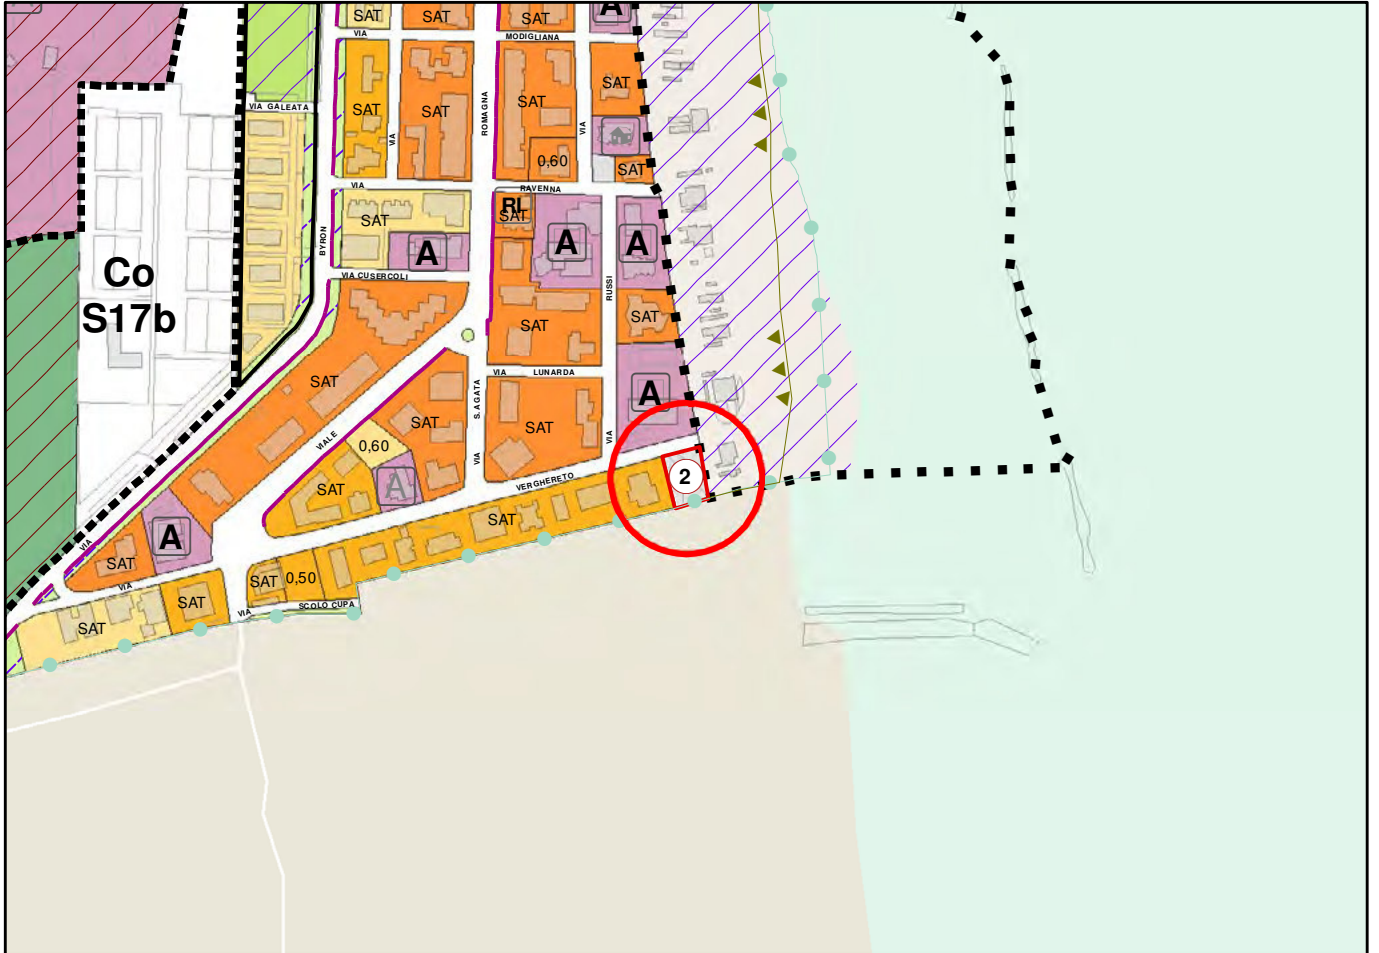 SAT
SAT
SAT
A
VIA
MODIGLIANA
SAT
SAT
SAT
SAT
VIA GALEATA
VIA
ROMAGNA
VIA
0,60
SAT
VIA
RAVENNA
RI
SAT
SAT
A
A
A
BYRON
Co
S17b
VIA CUSERCOLI
RUSSI
SAT
SAT
VIA
LUNARDA
SAT
A
S.AGATA
SAT
SAT
VIALE
0,60
VIA
VIA
2
SAT
A
VERGHERETO
SAT
A
VIA
SAT
VIA
SAT
0,50
SAT
VIA
SCOLO CUPA
SAT